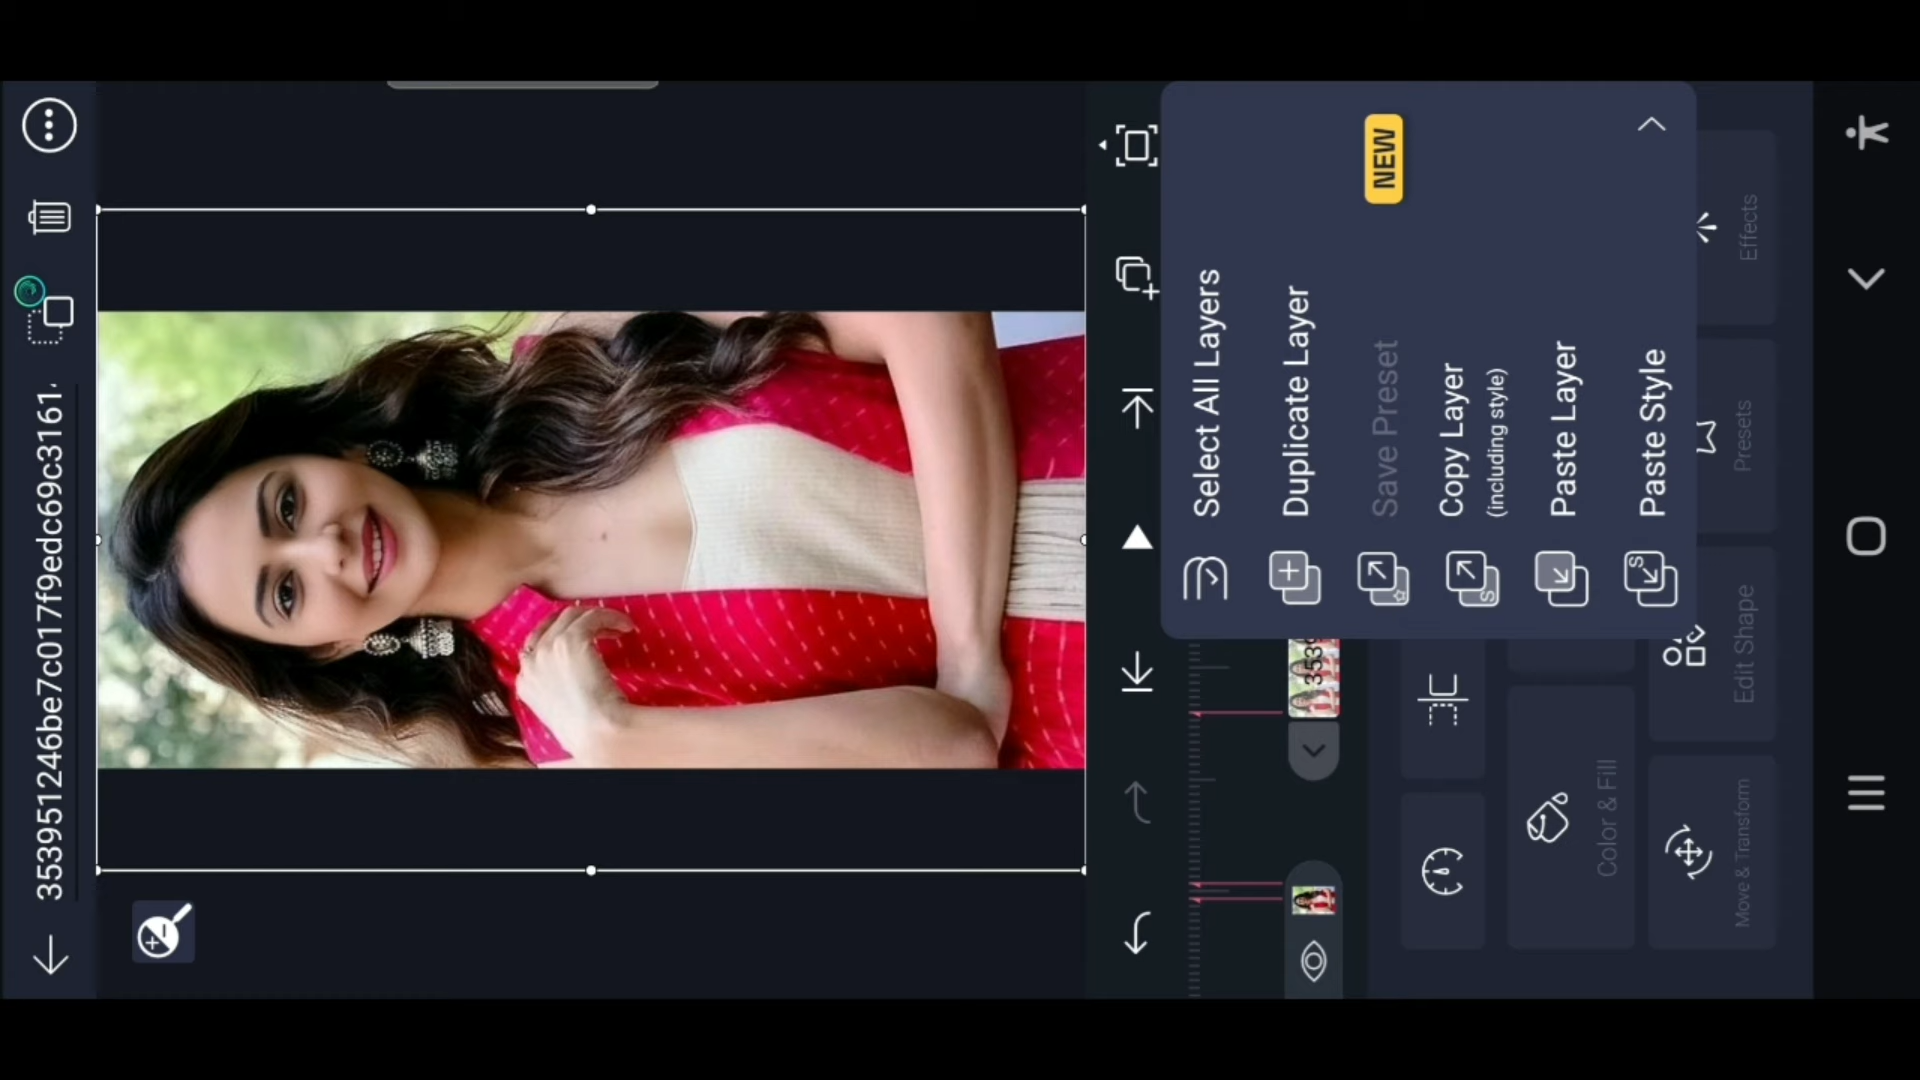 353951246be7c017f9edc69c3161
NEW
Select All Layers
Duplicate Layer
Save Preset
Copy Layer
(including style)
Paste Layer
Paste Style
3539
Color & Fill
Move & Transform
Edit Shape
Presets
Effects